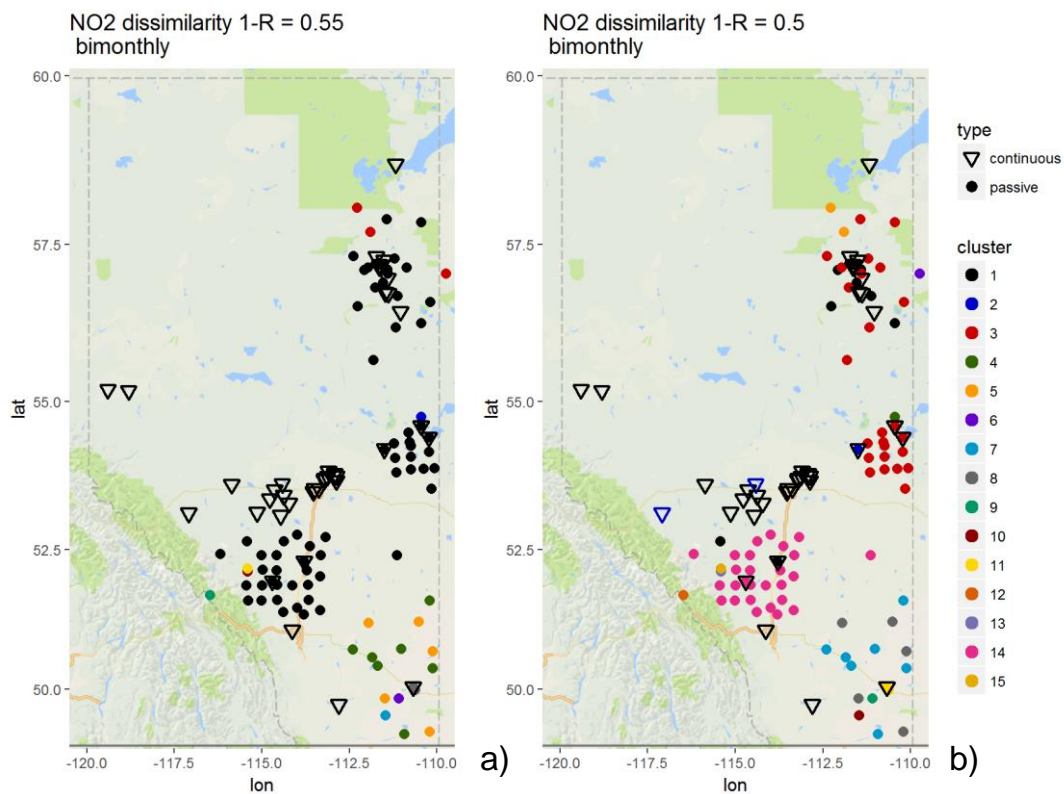 NO2 dissimilarity 1-R = 0.55
bimonthly
NO2 dissimilarity 1-R = 0.5
bimonthly
60.0
57.5
55.0
52.5
50.0
lat
-120.0
-117.5
-115.0
-112.5
-110.0
lon
a)
60.0
57.5
55.0
52.5
50.0
lat
-120.0
-117.5
-115.0
-112.5
-110.0
lon
b)
type
continuous
passive
cluster
1
2
3
4
5
6
7
8
9
10
11
12
13
14
15